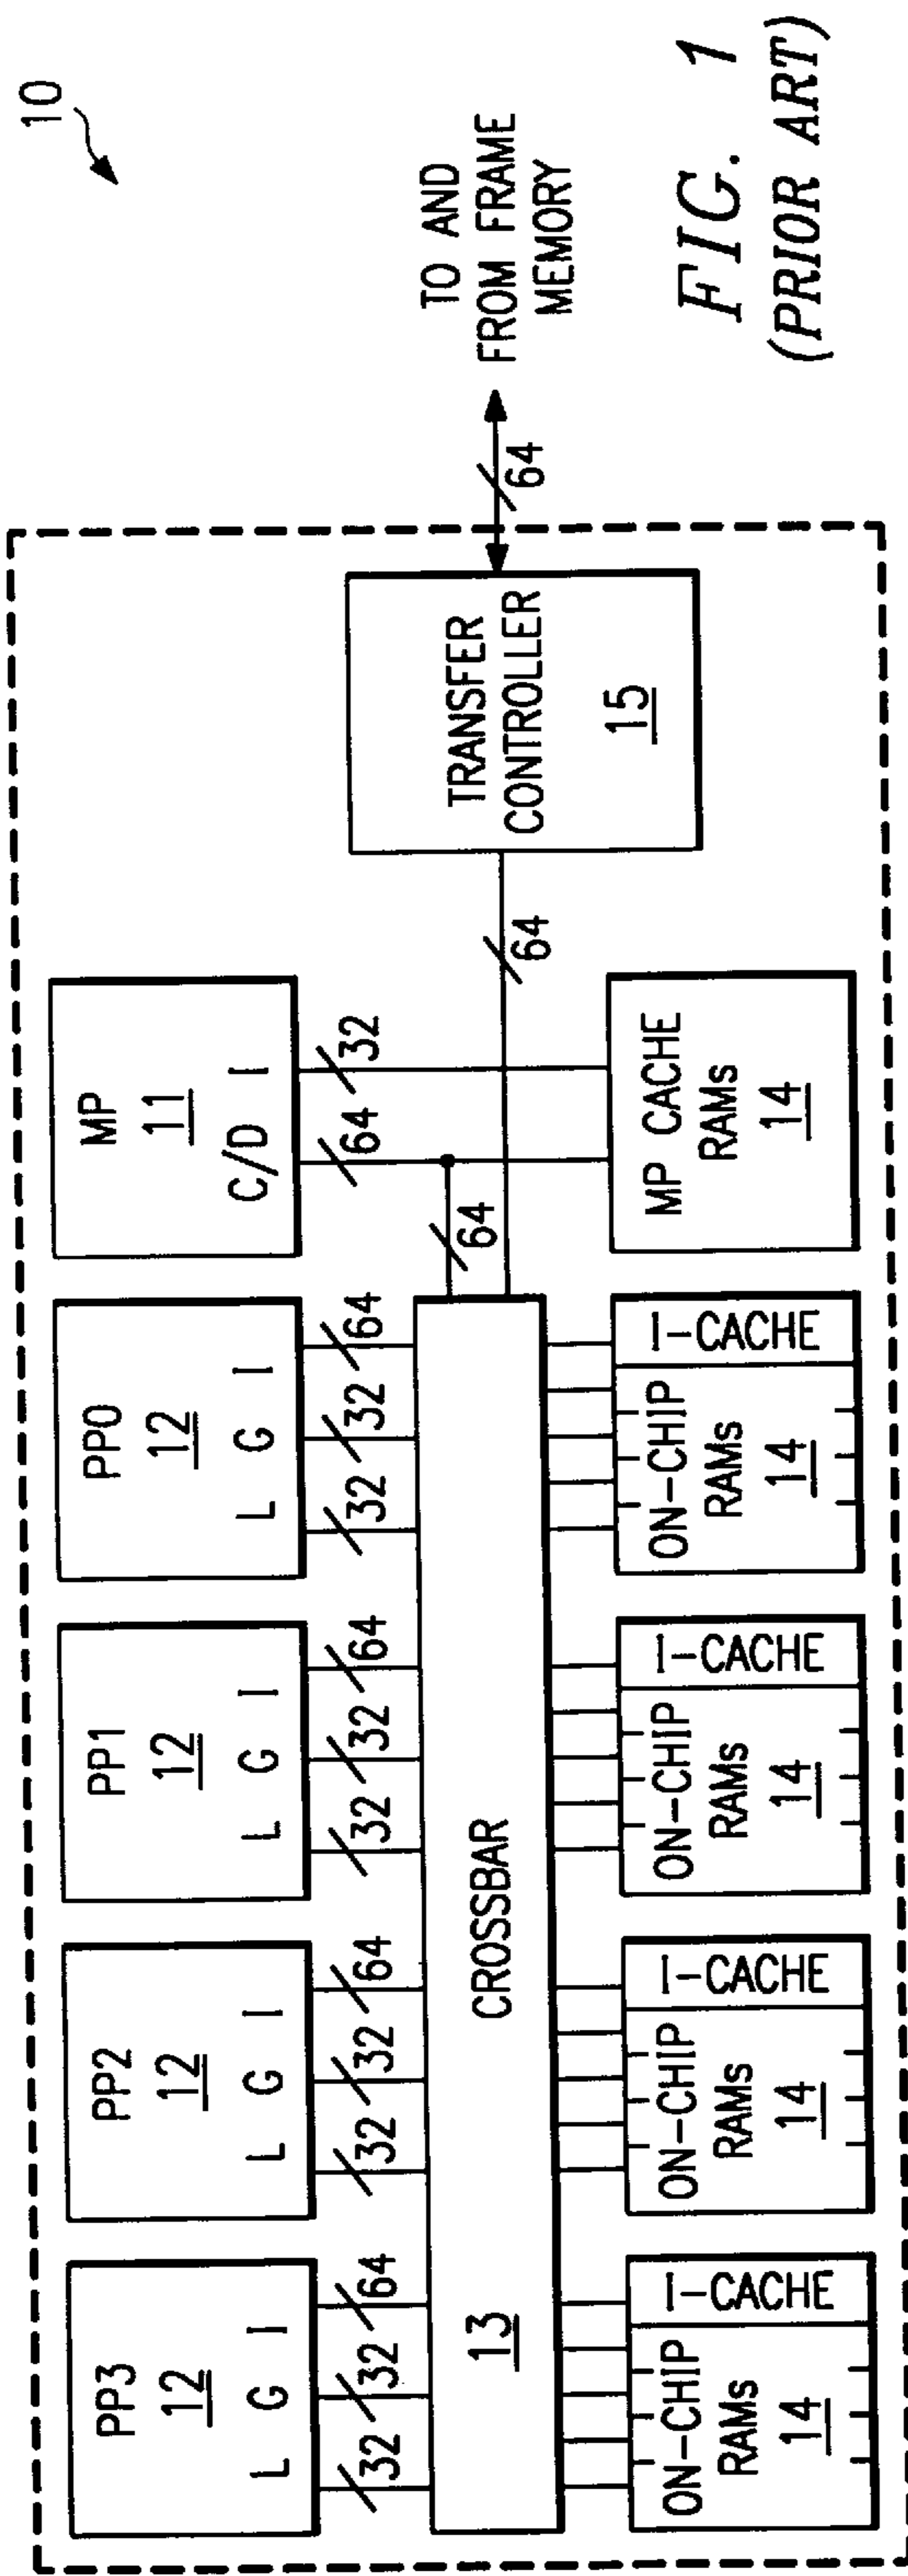 10
PP3
12
L G I
32 32 64
PP2
12
L G I
32 32 64
PP1
12
L G I
32 32 64
PP0
12
L G I
32 32 64
MP
11
C/D I
64 32
13
CROSSBAR
64
64
TRANSFER
CONTROLLER
15
64
TO AND
FROM FRAME
MEMORY
ON-CHIP
RAMs
14
I-CACHE
ON-CHIP
RAMs
14
I-CACHE
ON-CHIP
RAMs
14
I-CACHE
ON-CHIP
RAMs
14
I-CACHE
MP CACHE
RAMs
14
FIG. 1
(PRIOR ART)